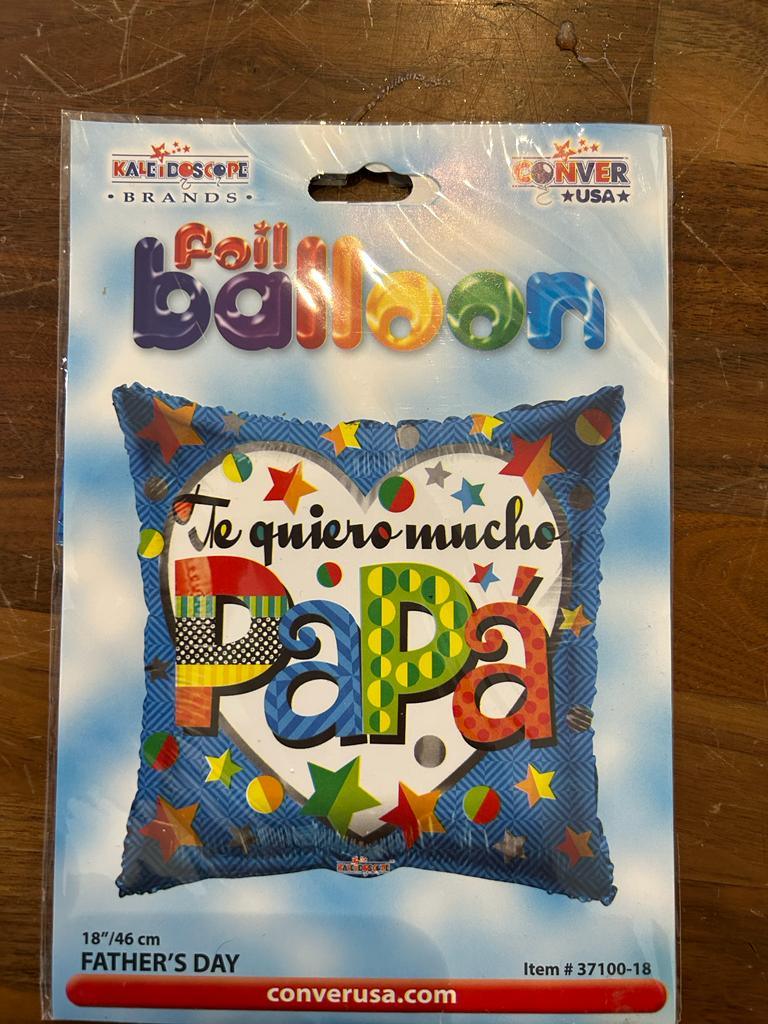 KALEIDOSCOPE
BRANDS
CONVER
USA
foil
balloon
Te quiero mucho
PaPá
KALEIDOSCOPE
18"/46 cm
FATHER'S DAY
Item # 37100-18
converusa.com